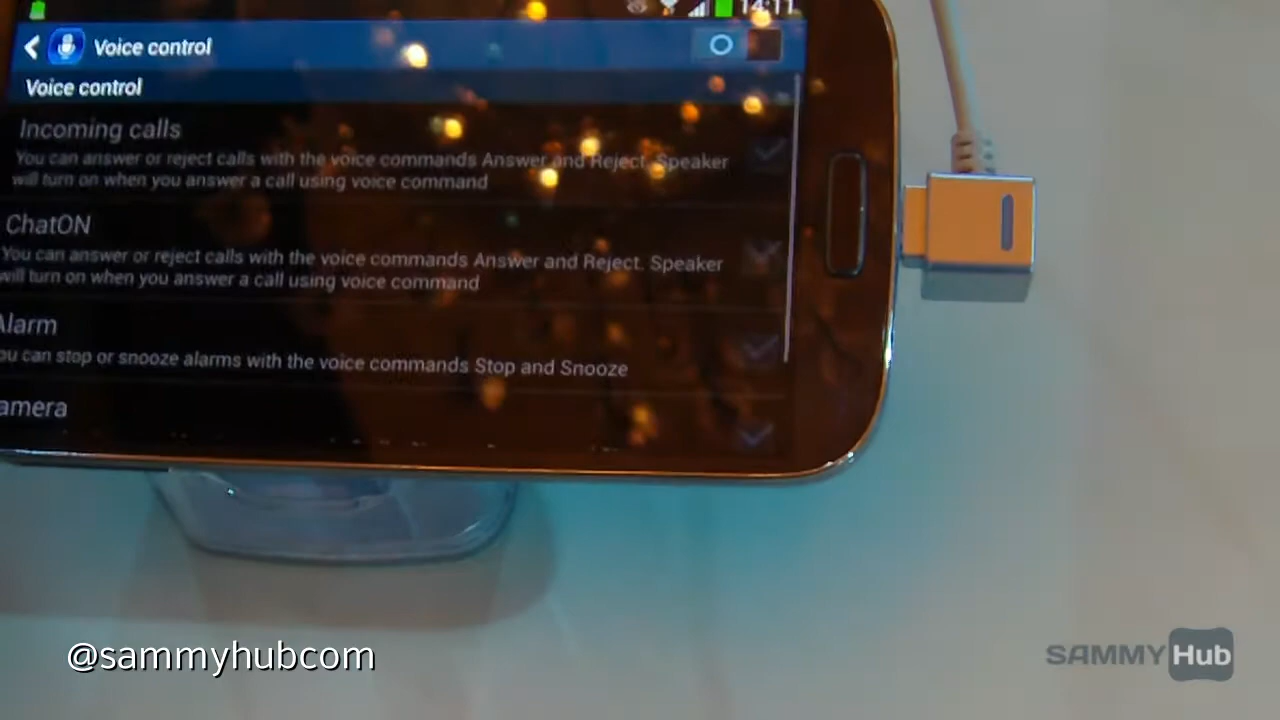 14:11
Voice control
Voice control
Incoming calls
You can answer or reject calls with the voice commands Answer and Reject. Speaker
will turn on when you answer a call using voice command
ChatON
You can answer or reject calls with the voice commands Answer and Reject. Speaker
will turn on when you answer a call using voice command
Alarm
ou can stop or snooze alarms with the voice commands Stop and Snooze
amera
@sammyhubcom
SAMMY Hub